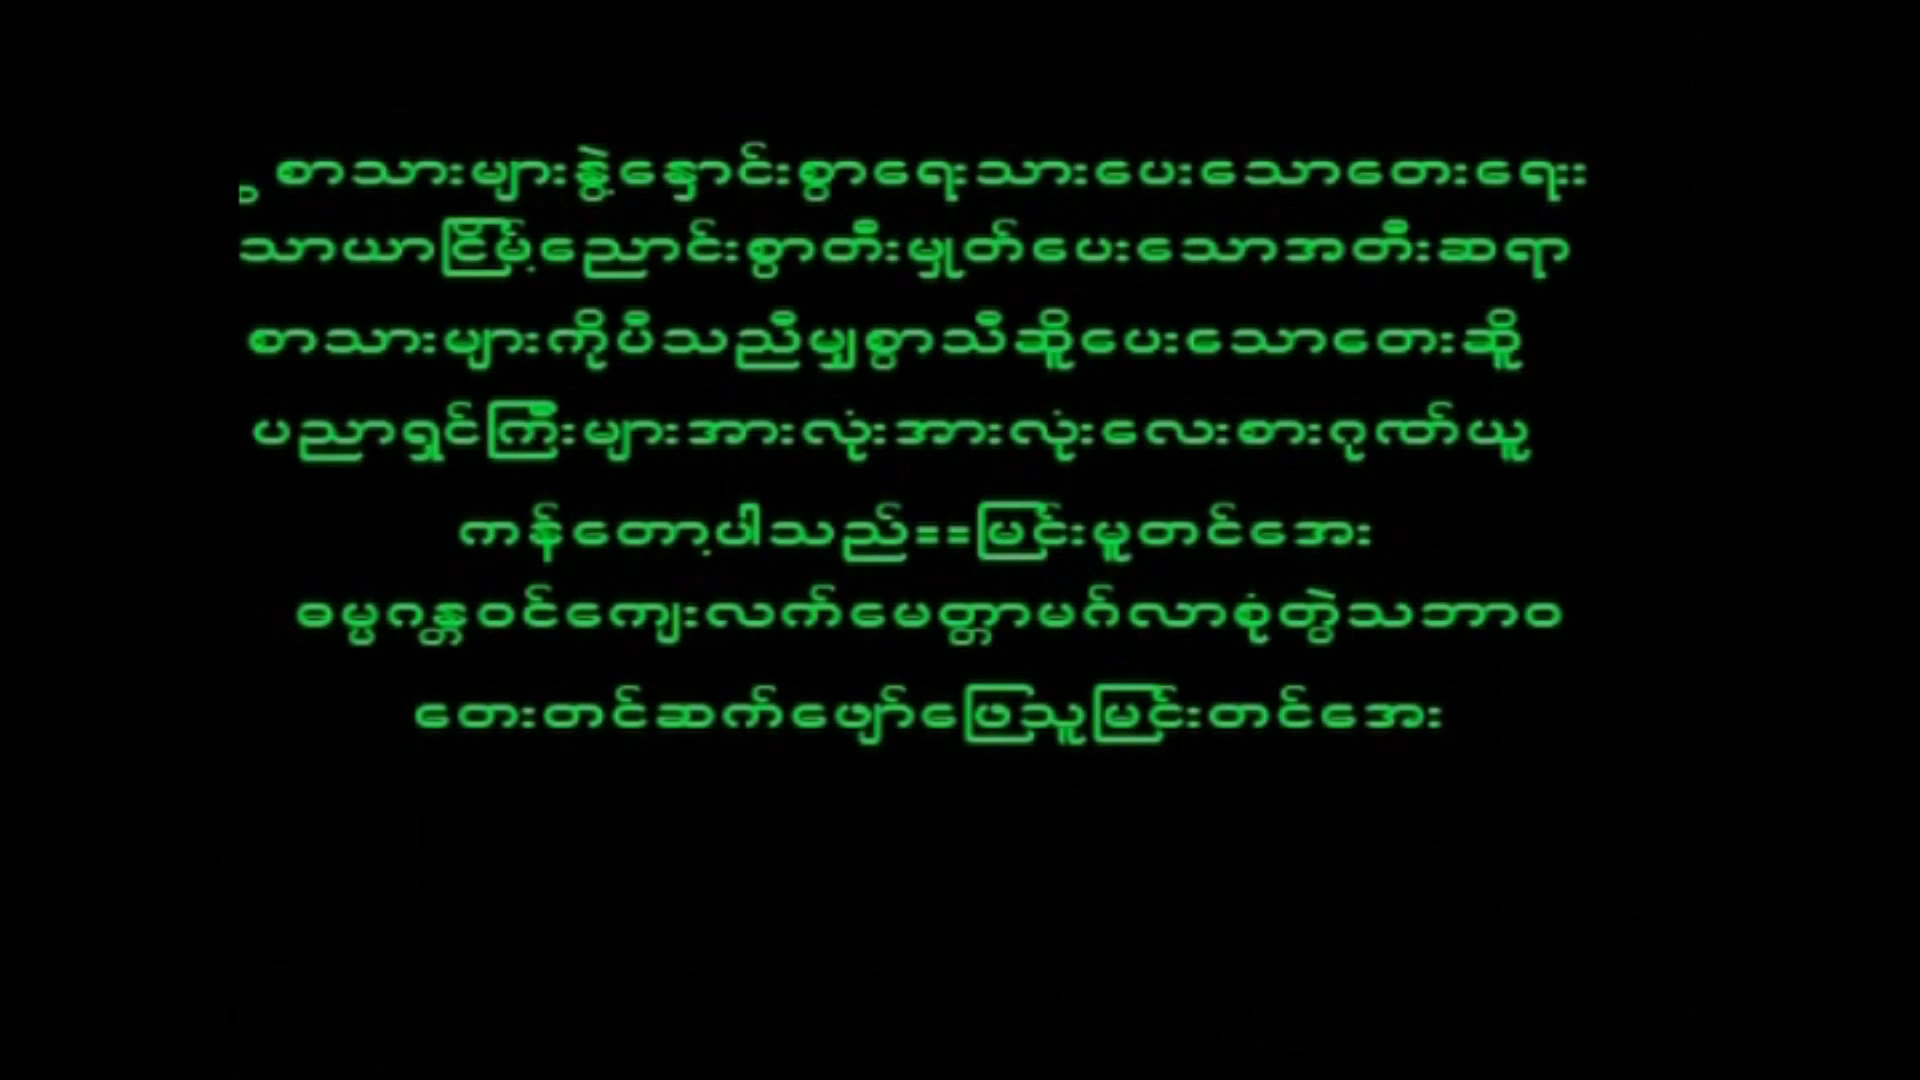 စာသားများနွဲ့နှောင်းစွာရေးသားပေးသောတေးရေးး
သာယာငြိမ့်ညောင်းစွာတီးမှုတ်ပေးသောအတီးဆရာ
စာသားများကိုပီသညီမျှစွာသီဆိူပေးသောတေးဆိူ
ပညာရှင်ကြီးများအားလုံးအားလုံးလေးစားဂုဏ်ယူ
ကန်တော့ပါသည်==မြင်းမူတင်အေး
ဓမ္မဂန္တဝင်ကျေးလက်မေတ္တာမင်္ဂလာစုံတွဲသဘာဝ
တေးတင်ဆက်ဖျော်ဖြေသူမြင်းတင်အေး